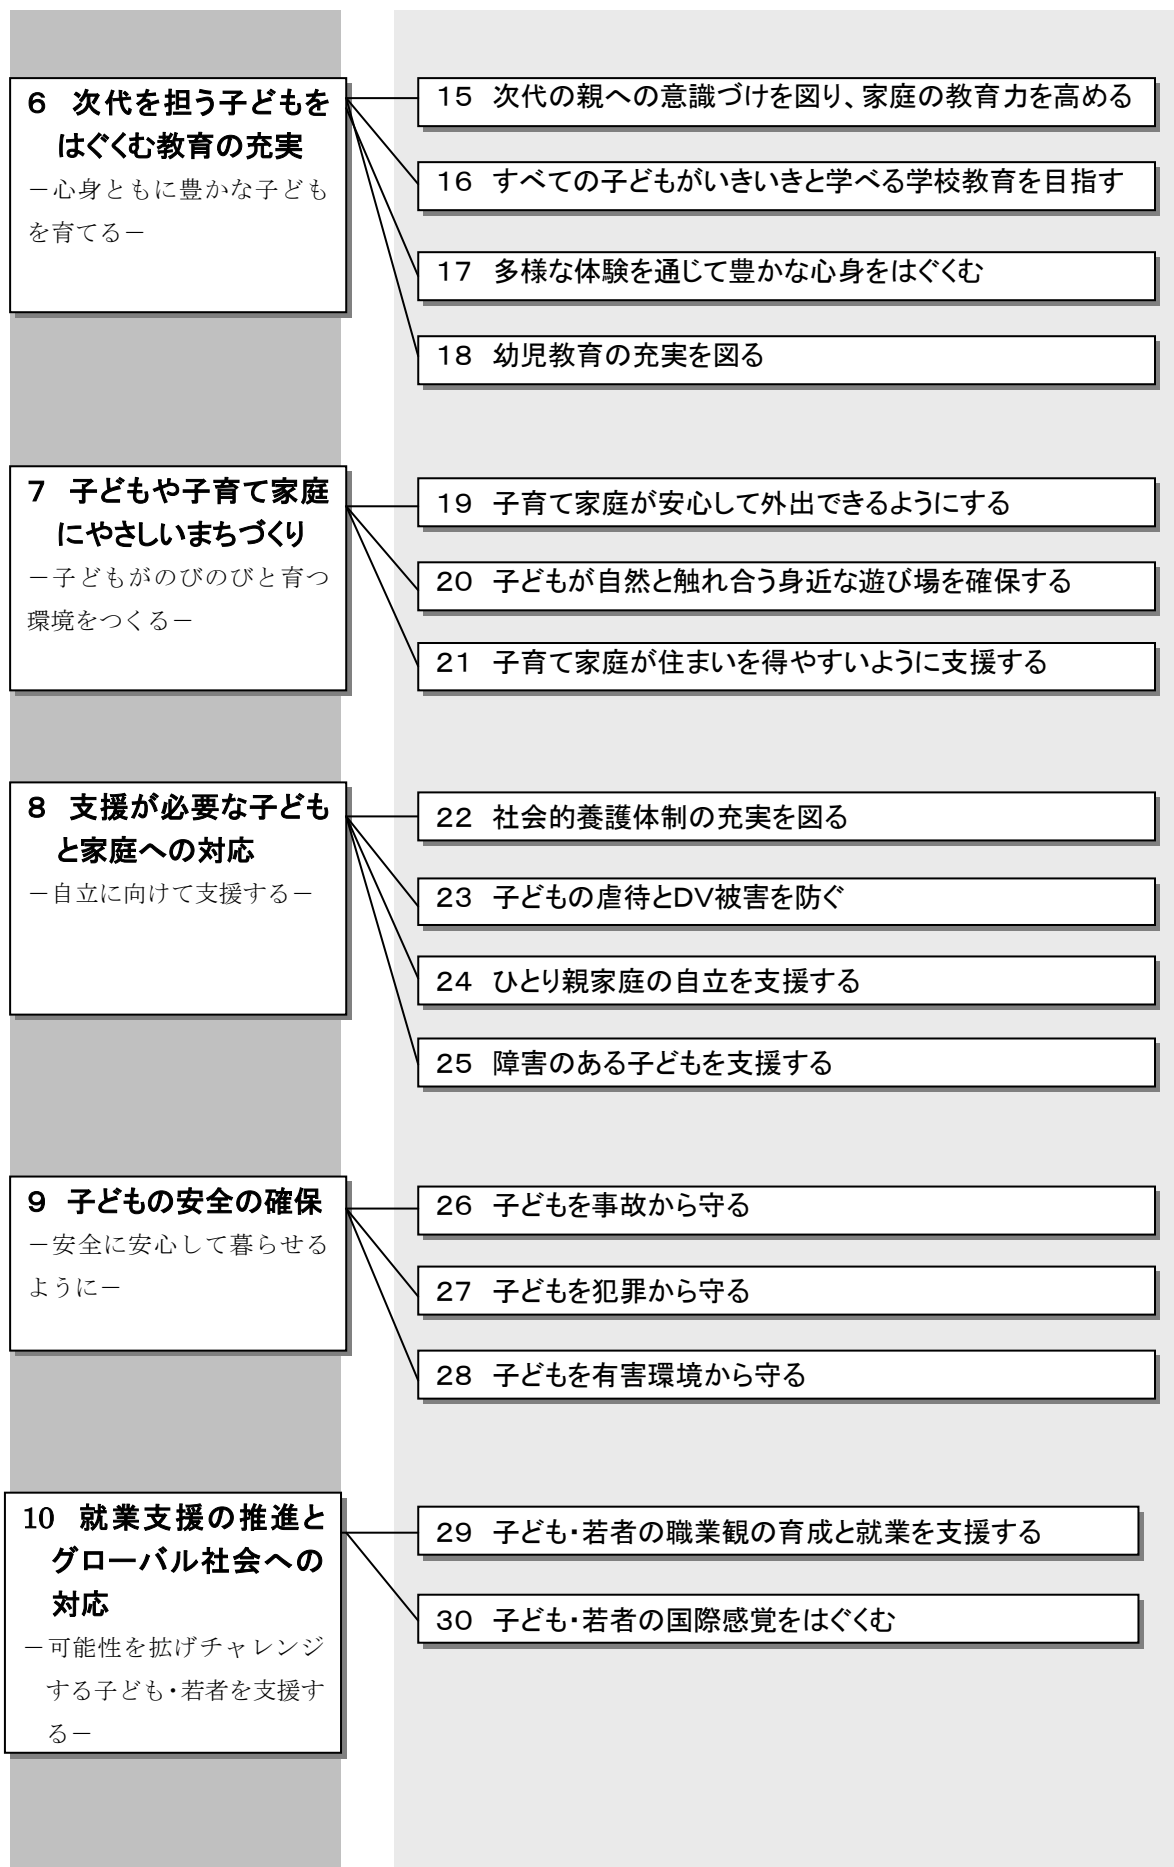 ６ 次代を担う子どもを
はぐくむ教育の充実
－心身ともに豊かな子ども
を育てる－
１５ 次代の親への意識づけを図り、家庭の教育力を高める
１６ すべての子どもがいきいきと学べる学校教育を目指す
１７ 多様な体験を通じて豊かな心身をはぐくむ
１８ 幼児教育の充実を図る
７ 子どもや子育て家庭
にやさしいまちづくり
－子どもがのびのびと育つ
環境をつくる－
１９ 子育て家庭が安心して外出できるようにする
２０ 子どもが自然と触れ合う身近な遊び場を確保する
２１ 子育て家庭が住まいを得やすいように支援する
８ 支援が必要な子ども
と家庭への対応
－自立に向けて支援する－
２２ 社会的養護体制の充実を図る
２３ 子どもの虐待とＤＶ被害を防ぐ
２４ ひとり親家庭の自立を支援する
２５ 障害のある子どもを支援する
９ 子どもの安全の確保
－安全に安心して暮らせる
ように－
２６ 子どもを事故から守る
２７ 子どもを犯罪から守る
２８ 子どもを有害環境から守る
10 就業支援の推進と
グローバル社会への
対応
－可能性を拡げチャレンジ
する子ども・若者を支援す
る－
２９ 子ども・若者の職業観の育成と就業を支援する
３０ 子ども・若者の国際感覚をはぐくむ